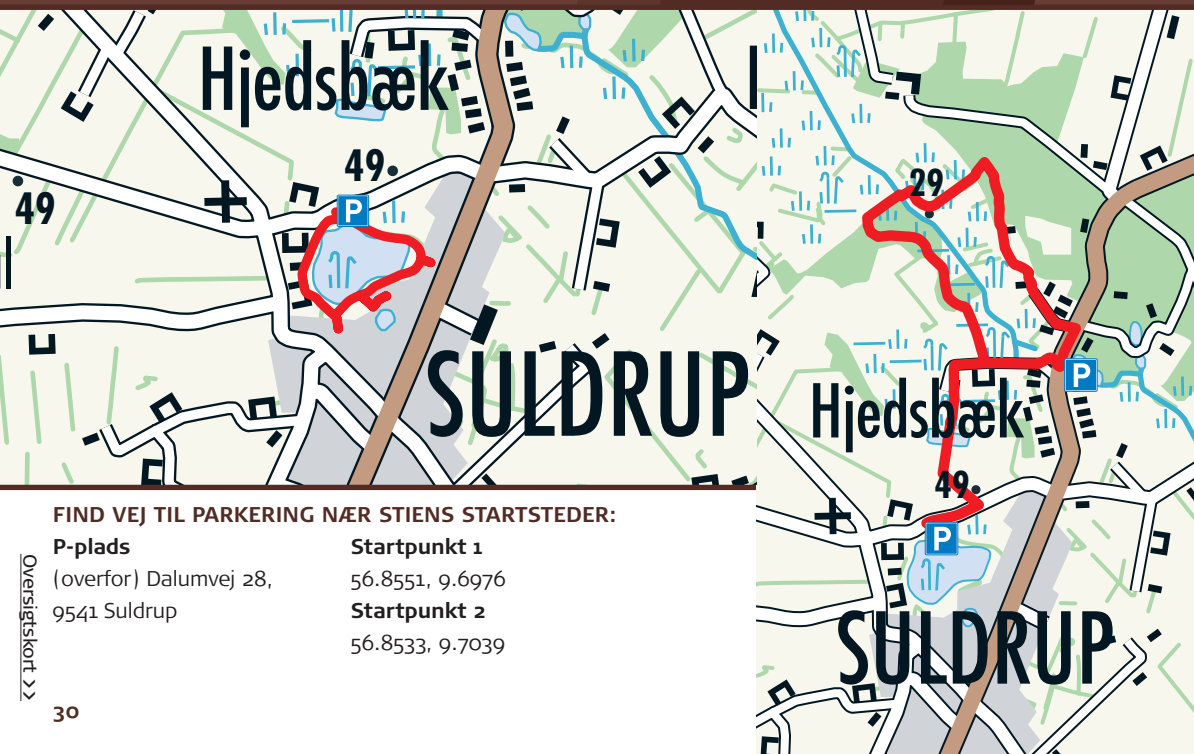 Hjedsbæk
49
P
49
SULDRUP
29
P
Hjedsbæk
49
P
SULDRUP
FIND VEJ TIL PARKERING NÆR STIENS STARTSTEDER:
P-plads
(overfor) Dalumvej 28,
9541 Suldrup
Startpunkt 1
56.8551, 9.6976
Startpunkt 2
56.8533, 9.7039
Oversigtskort >>
30